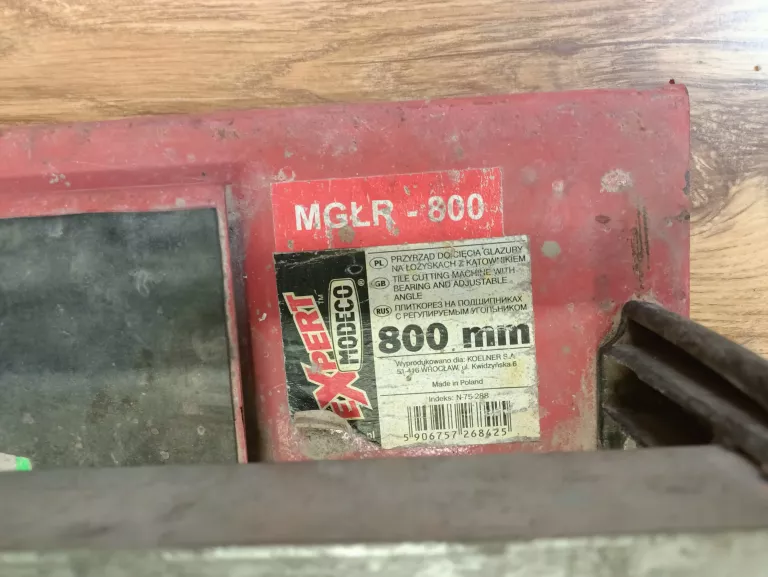 MGŁR - 800
EXPERT™
MODECO®
PL PRZYRZĄD DO CIĘCIA GLAZURY
NA ŁOŻYSKACH Z KĄTOWNIKIEM
GB TILE CUTTING MACHINE WITH
BEARING AND ADJUSTABLE
ANGLE
RUS ПЛИТКОРЕЗ НА ПОДШИПНИКАХ
С РЕГУЛИРУЕМЫМ УГОЛЬНИКОМ
800 mm
Wyprodukowano dla: KOELNER S.A.
51-416 WROCŁAW, ul. Kwidzyńska 6
Made in Poland
Indeks: N-75-288
5 906757 268425